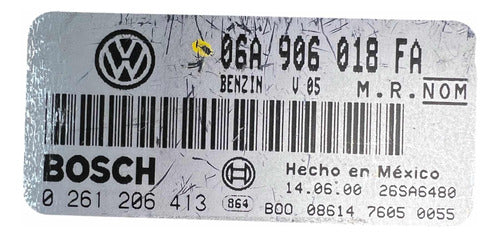 06A 906 018 FA
BENZIN V 05
M.R. NOM
BOSCH
Hecho en México
14.06.00 26SA6480
0 261 206 413 864 B00 08614 7605 0055